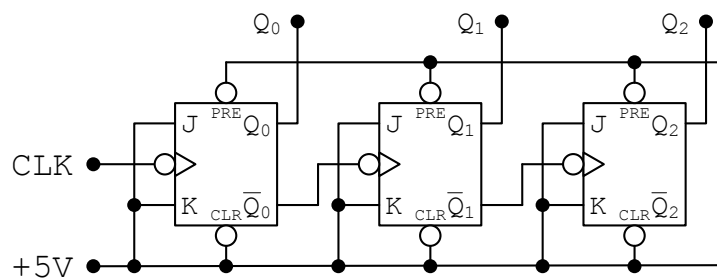 Q₀ Q₁ Q₂
PRE PRE PRE
J Q₀ J Q₁ J Q₂
CLK
K CLR Q̅₀ K CLR Q̅₁ K CLR Q̅₂
+5V